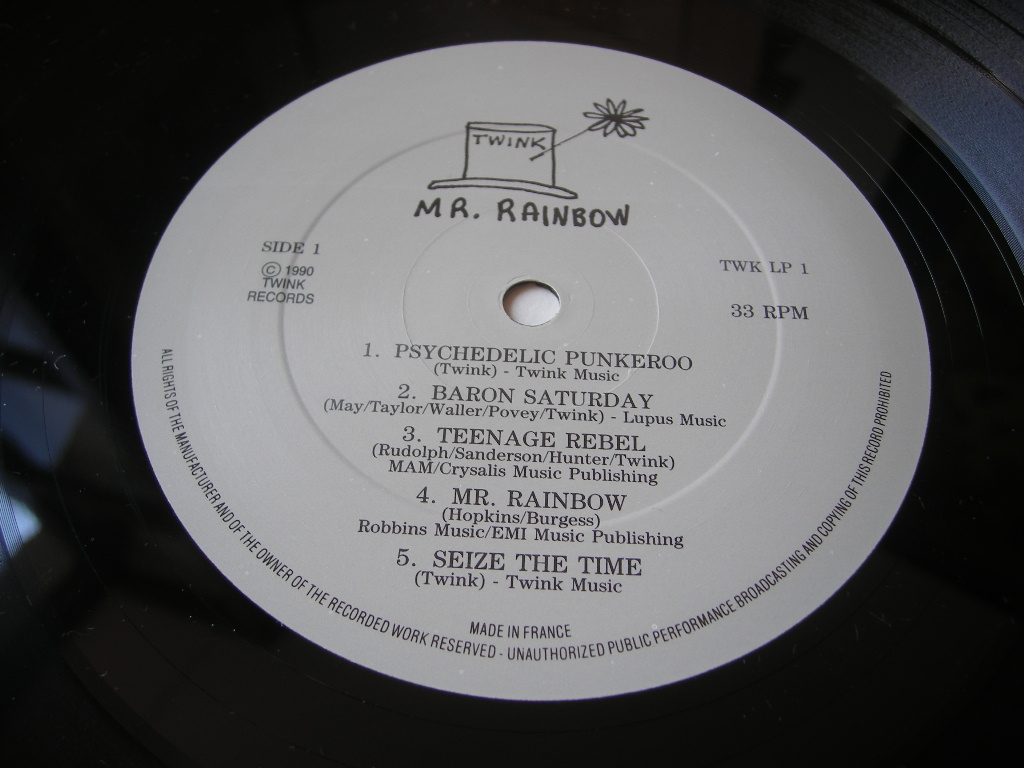 TWINK
MR. RAINBOW
SIDE 1
© 1990
TWINK
RECORDS
TWK LP 1
33 RPM
1. PSYCHEDELIC PUNKEROO
(Twink) - Twink Music
2. BARON SATURDAY
(May/Taylor/Waller/Povey/Twink) - Lupus Music
3. TEENAGE REBEL
(Rudolph/Sanderson/Hunter/Twink)
MAM/Crysalis Music Publishing
4. MR. RAINBOW
(Hopkins/Burgess)
Robbins Music/EMI Music Publishing
5. SEIZE THE TIME
(Twink) - Twink Music
MADE IN FRANCE
ALL RIGHTS OF THE MANUFACTURER AND OF THE OWNER OF THE RECORDED WORK RESERVED - UNAUTHORIZED PUBLIC PERFORMANCE BROADCASTING AND COPYING OF THIS RECORD PROHIBITED